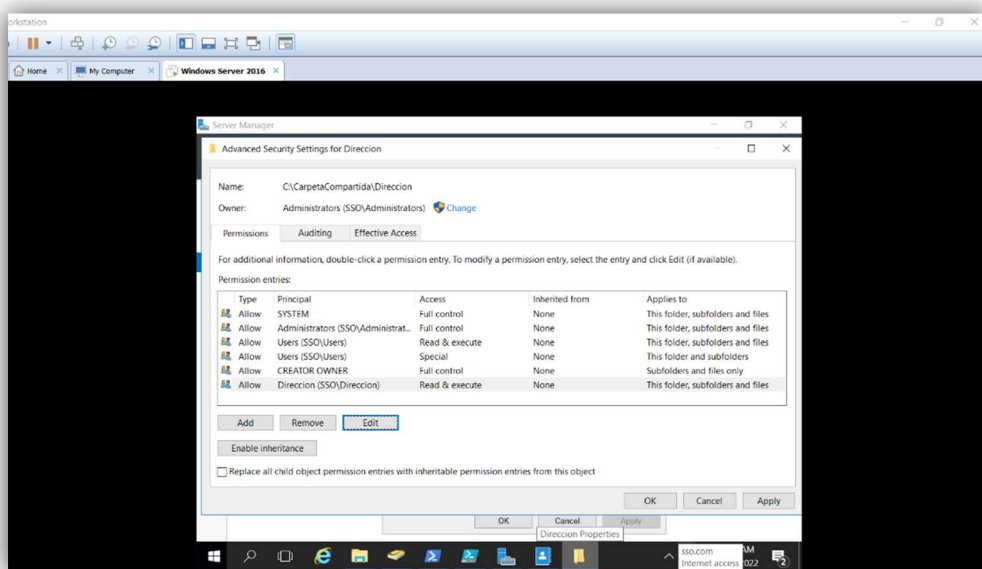 orkstation
Home
My Computer
Windows Server 2016
Server Manager
Advanced Security Settings for Direccion
Name: C:\CarpetaCompartida\Direccion
Owner: Administrators (SSO\Administrators) Change
Permissions Auditing Effective Access
For additional information, double-click a permission entry. To modify a permission entry, select the entry and click Edit (if available).
Permission entries:
Type Principal Access Inherited from Applies to
Allow SYSTEM Full control None This folder, subfolders and files
Allow Administrators (SSO\Administrat... Full control None This folder, subfolders and files
Allow Users (SSO\Users) Read & execute None This folder, subfolders and files
Allow Users (SSO\Users) Special None This folder and subfolders
Allow CREATOR OWNER Full control None Subfolders and files only
Allow Direccion (SSO\Direccion) Read & execute None This folder, subfolders and files
Add Remove Edit
Enable inheritance
Replace all child object permission entries with inheritable permission entries from this object
OK Cancel Apply
OK Cancel Apply
Direccion Properties
sso.com AM
Internet access 022 2